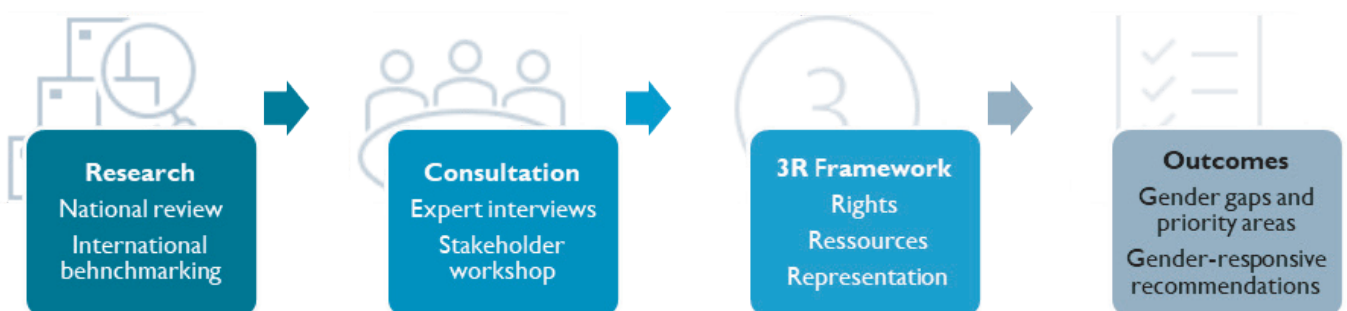 Research
National review
International
behnchmarking
Consultation
Expert interviews
Stakeholder
workshop
3
3R Framework
Rights
Ressources
Representation
Outcomes
Gender gaps and
priority areas
Gender-responsive
recommendations